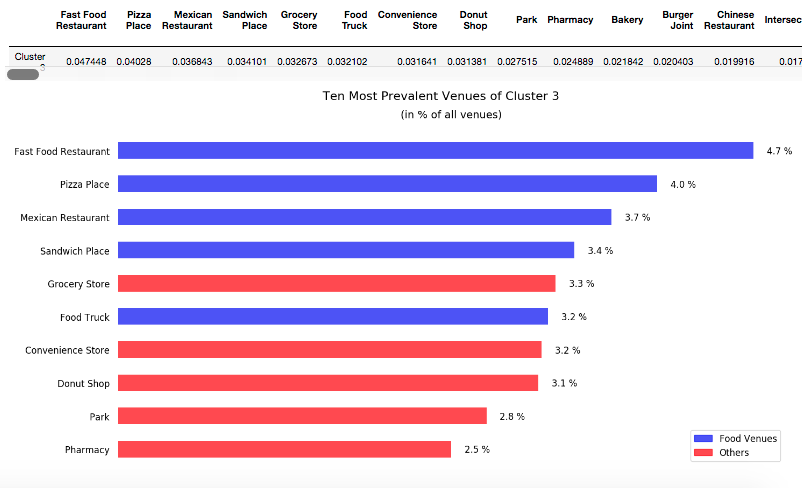 Fast Food Pizza Mexican Sandwich Grocery Food Convenience Donut Park Pharmacy Bakery Burger Chinese Intersec
Restaurant Place Restaurant Place Store Truck Store Shop Joint Restaurant
Cluster 0.047448 0.04028 0.036843 0.034101 0.032673 0.032102 0.031641 0.031381 0.027515 0.024889 0.021842 0.020403 0.019916 0.017
3
Ten Most Prevalent Venues of Cluster 3
(in % of all venues)
Fast Food Restaurant 4.7 %
Pizza Place 4.0 %
Mexican Restaurant 3.7 %
Sandwich Place 3.4 %
Grocery Store 3.3 %
Food Truck 3.2 %
Convenience Store 3.2 %
Donut Shop 3.1 %
Park 2.8 %
Pharmacy 2.5 %
Food Venues
Others